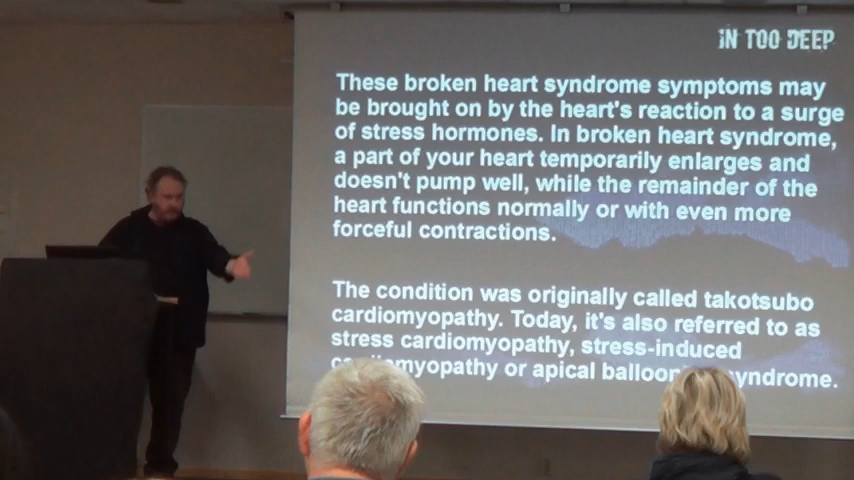 IN TOO DEEP
These broken heart syndrome symptoms may
be brought on by the heart's reaction to a surge
of stress hormones. In broken heart syndrome,
a part of your heart temporarily enlarges and
doesn't pump well, while the remainder of the
heart functions normally or with even more
forceful contractions.
The condition was originally called takotsubo
cardiomyopathy. Today, it's also referred to as
stress cardiomyopathy, stress-induced
cardiomyopathy or apical ballooning syndrome.